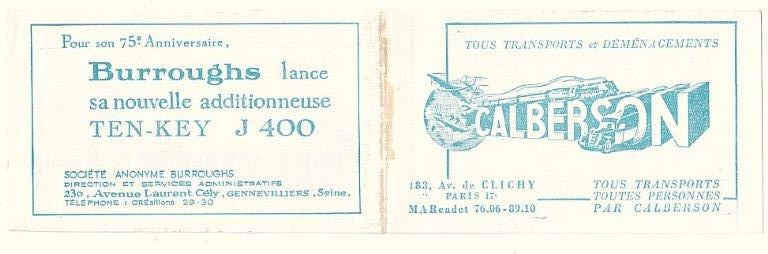 Pour son 75e Anniversaire,
Burroughs lance
sa nouvelle additionneuse
TEN-KEY J 400
SOCIÉTÉ ANONYME BURROUGHS
DIRECTION ET SERVICES ADMINISTRATIFS
230, Avenue Laurent Cély, GENNEVILLIERS, Seine.
TÉLÉPHONE : GRÉsillons 29-30
TOUS TRANSPORTS et DÉMÉNAGEMENTS
CALBERSON
183, Av. de CLICHY
PARIS 17e
MARcadet 76.06-89.10
TOUS TRANSPORTS
TOUTES PERSONNES
PAR CALBERSON